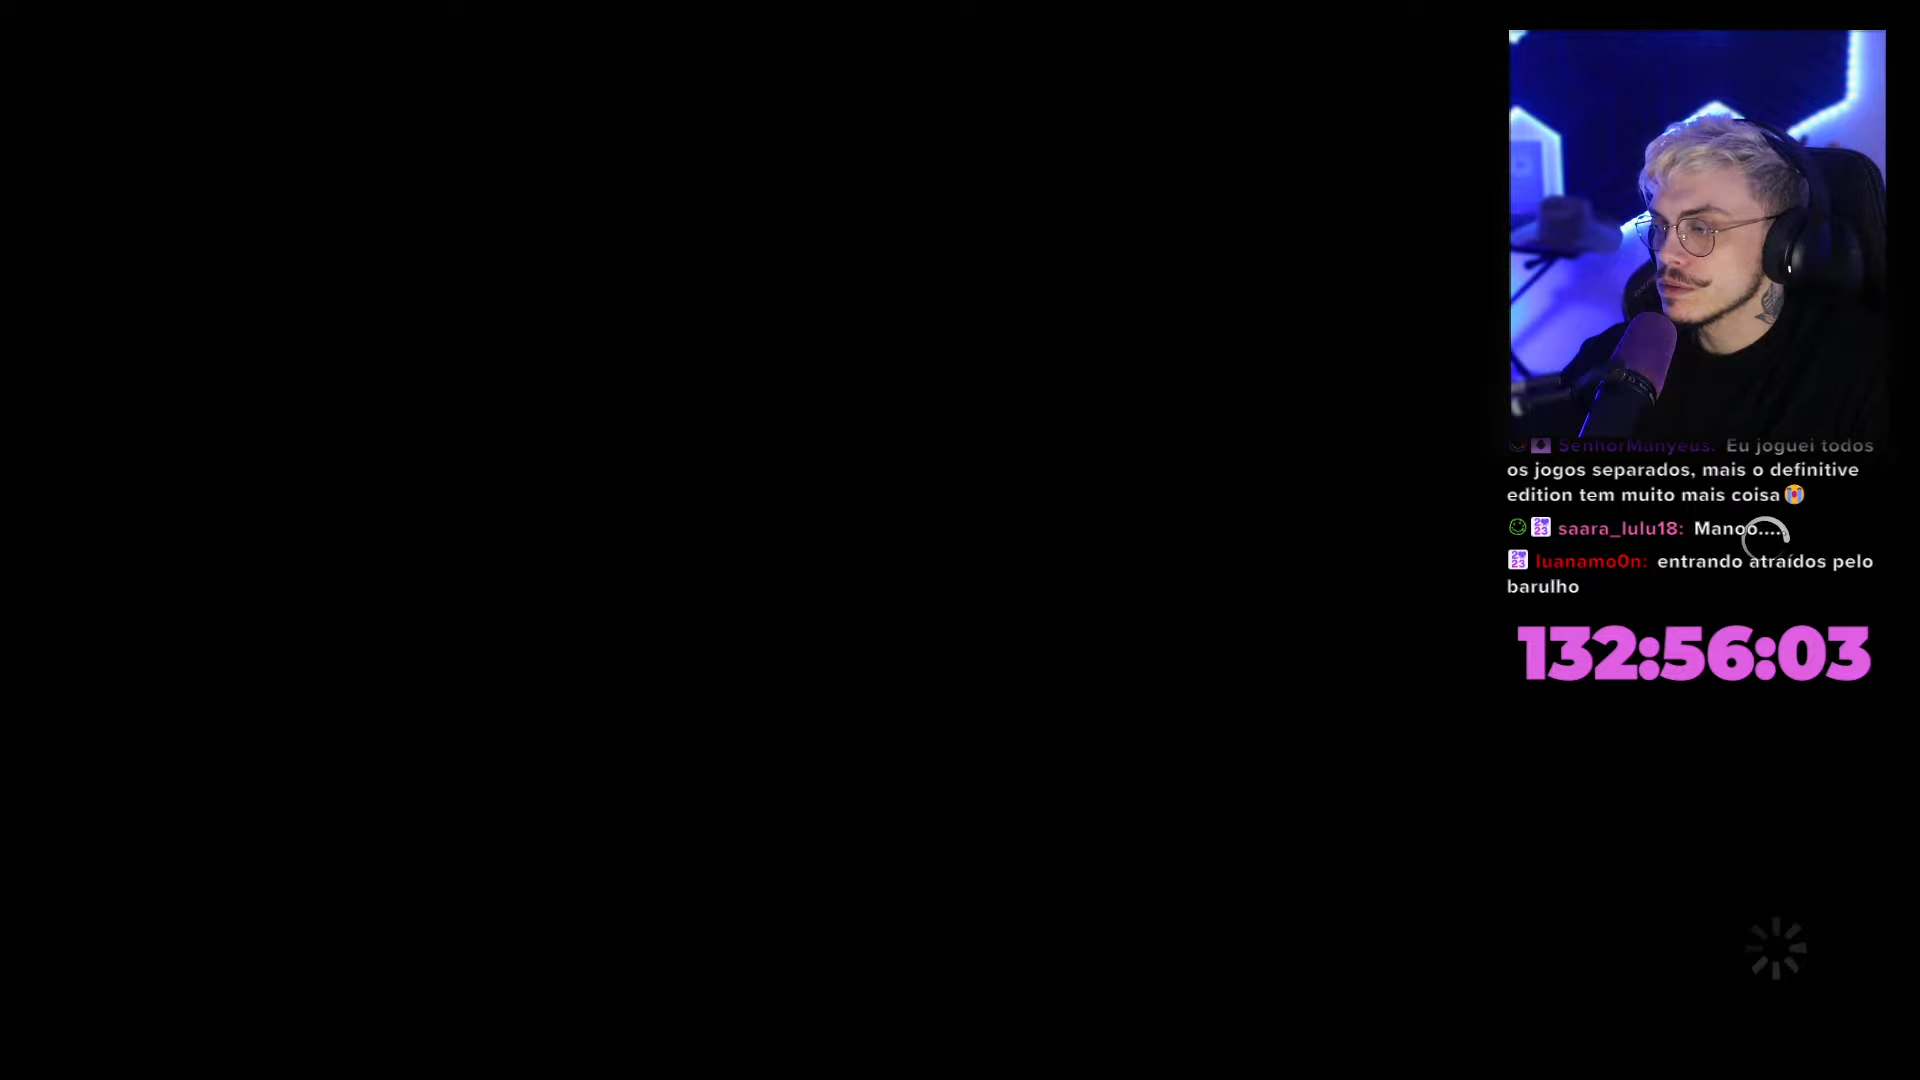 SenhorManyeus: Eu joguei todos
os jogos separados, mais o definitive
edition tem muito mais coisa😭
saara_lulu18: Manoo....
luanamo0n: entrando atraídos pelo
barulho
132:56:03